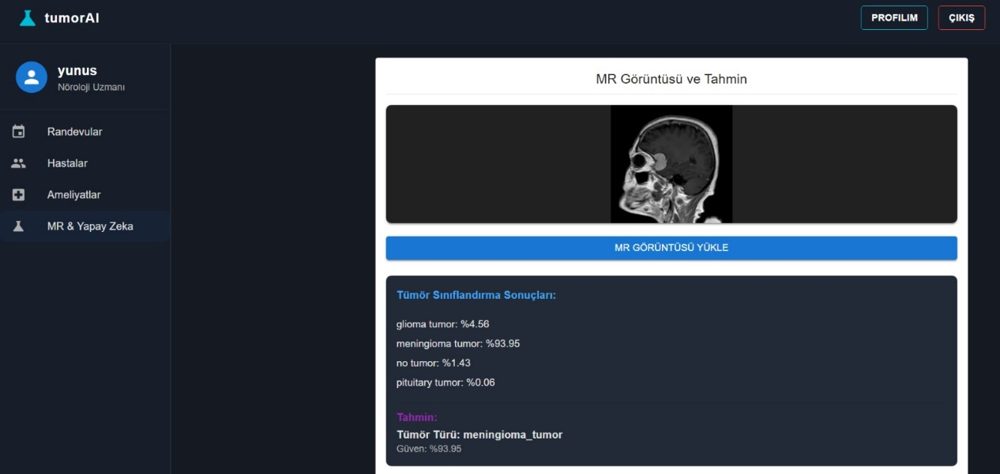 tumorAI
PROFILIM
ÇIKIŞ
yunus
Nöroloji Uzmanı
Randevular
Hastalar
Ameliyatlar
MR & Yapay Zeka
MR Görüntüsü ve Tahmin
MR GÖRÜNTÜSÜ YÜKLE
Tümör Sınıflandırma Sonuçları:
glioma tumor: %4.56
meningioma tumor: %93.95
no tumor: %1.43
pituitary tumor: %0.06
Tahmin:
Tümör Türü: meningioma_tumor
Güven: %93.95